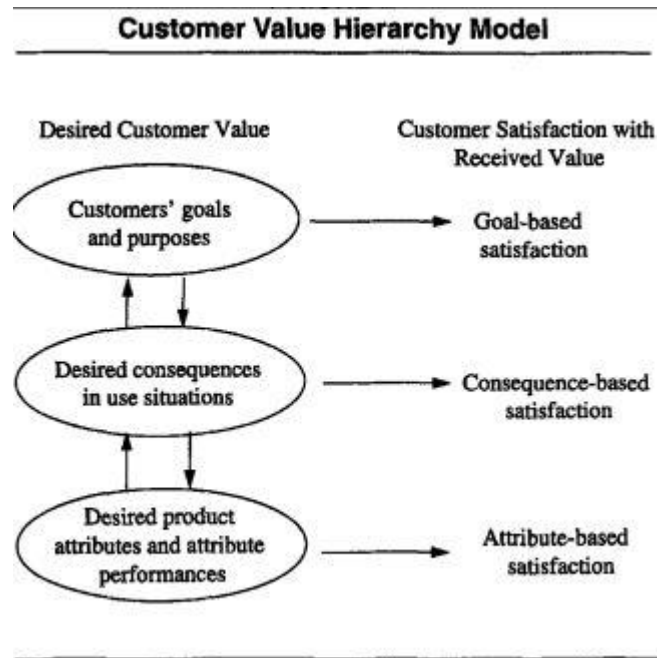 Customer Value Hierarchy Model
Desired Customer Value
Customer Satisfaction with
Received Value
Customers' goals
and purposes
Goal-based
satisfaction
Desired consequences
in use situations
Consequence-based
satisfaction
Desired product
attributes and attribute
performances
Attribute-based
satisfaction